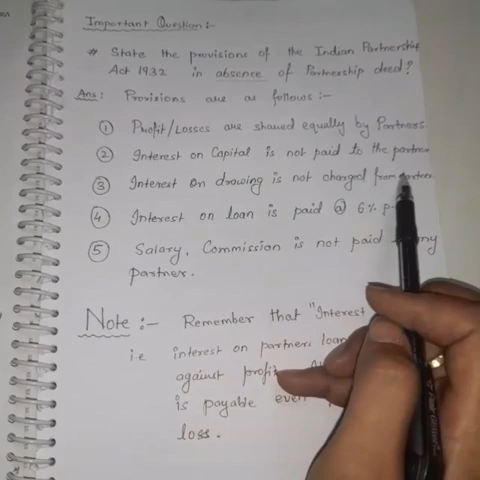 Important Question:-
# State the provisions of the Indian Partnership
Act 1932 in absence of Partnership deed?
Ans: Provisions are as follows:-
① Profit/Losses are shared equally by Partners.
② Interest on Capital is not paid to the partner
③ Interest on drawing is not charged from partner
④ Interest on loan is paid @ 6% p
⑤ Salary, Commission is not paid any
partner.
Note:- Remember that "Interest
i.e interest on partners loan
against profit
is payable even
loss.